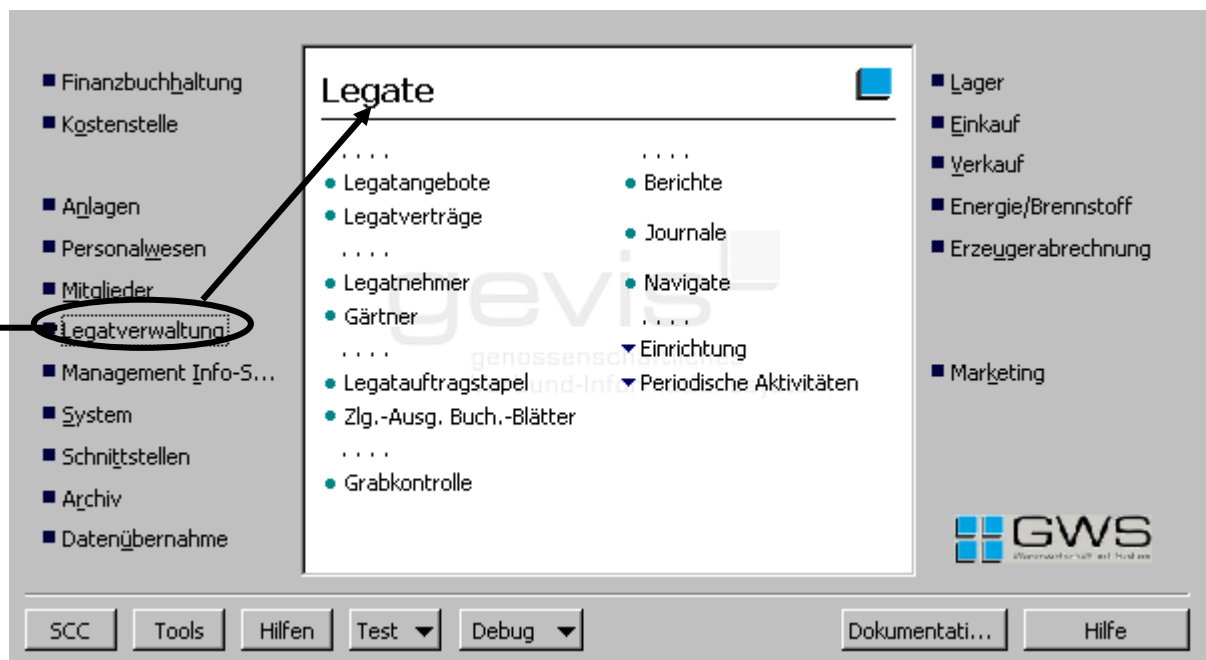 Finanzbuchhaltung
Kostenstelle
Anlagen
Personalwesen
Mitglieder
Legatverwaltung
Management Info-S...
System
Schnittstellen
Archiv
Datenübernahme
Legate
. . . .
Legatangebote
Legatverträge
. . . .
Legatnehmer
Gärtner
. . . .
Legatauftragstapel
Zlg.-Ausg. Buch.-Blätter
. . . .
Grabkontrolle
. . . .
Berichte
Journale
Navigate
. . . .
Einrichtung
Periodische Aktivitäten
gevis
Lager
Einkauf
Verkauf
Energie/Brennstoff
Erzeugerabrechnung
Marketing
GWS
SCC
Tools
Hilfen
Test
Debug
Dokumentati...
Hilfe